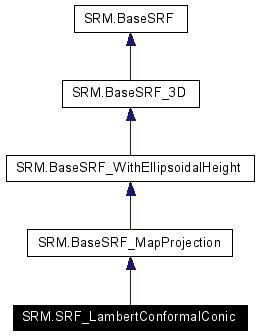 SRM.BaseSRF
SRM.BaseSRF_3D
SRM.BaseSRF_WithEllipsoidalHeight
SRM.BaseSRF_MapProjection
SRM.SRF_LambertConformalConic